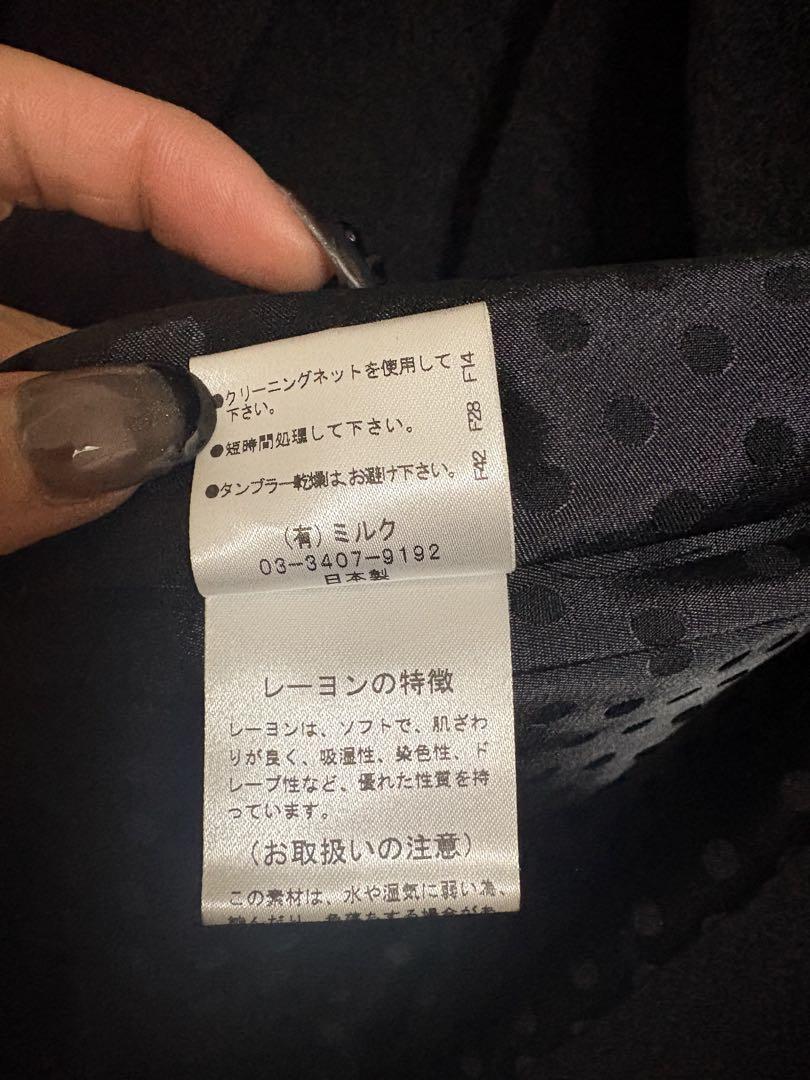 ●クリーニングネットを使用して
下さい。
●短時間処理して下さい。
●タンブラー乾燥は、お避け下さい。
F42 F28 F14
(有)ミルク
03-3407-9192
日本製
レーヨンの特徴
レーヨンは、ソフトで、肌ざわ
りが良く、吸湿性、染色性、ド
レープ性など、優れた性質を持
っています。
(お取扱いの注意)
この素材は、水や湿気に弱い為、